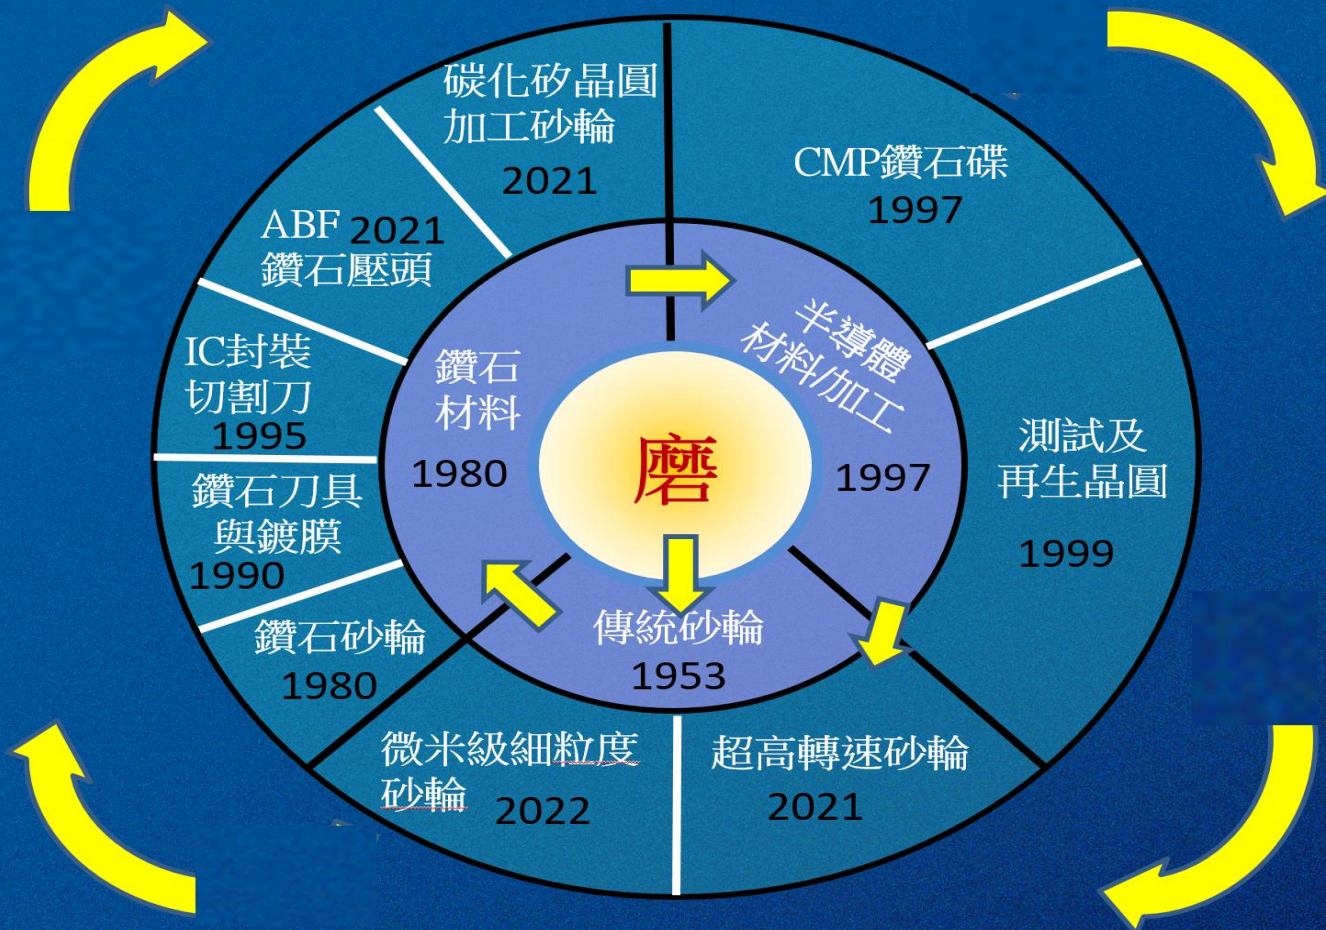 碳化矽晶圓
加工砂輪
2021
CMP鑽石碟
1997
ABF 2021
鑽石壓頭
IC封裝
切割刀
1995
鑽石刀具
與鍍膜
1990
鑽石砂輪
1980
鑽石
材料
1980
半導體
材料/加工
1997
磨
傳統砂輪
1953
測試及
再生晶圓
1999
微米級細粒度
砂輪 2022
超高轉速砂輪
2021